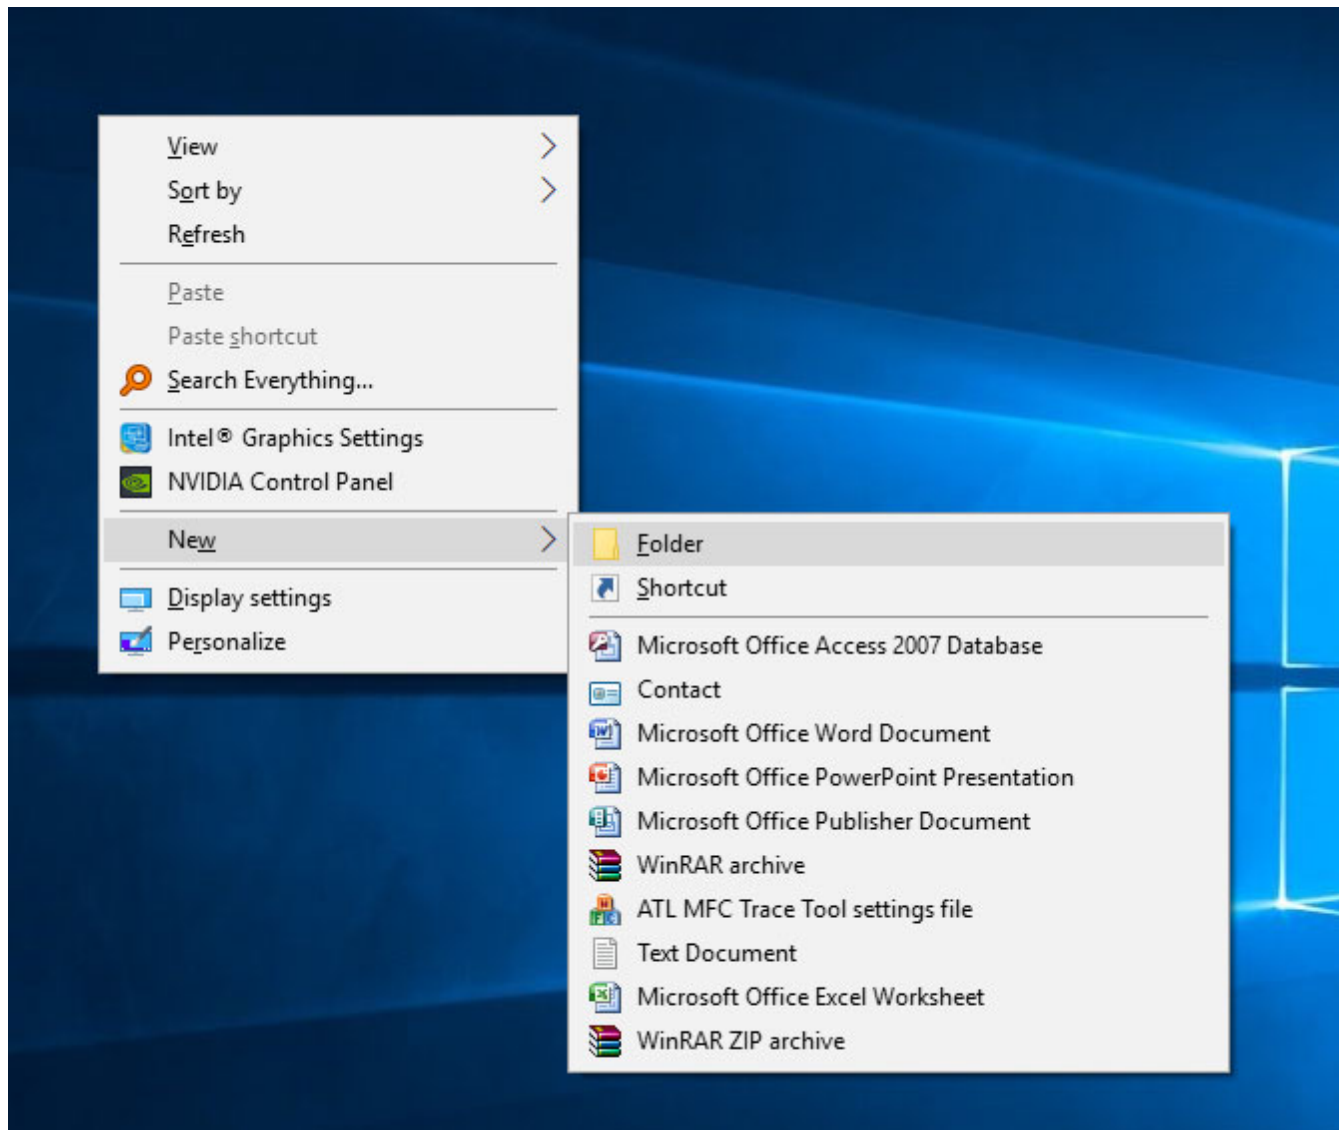 View
Sort by
Refresh
Paste
Paste shortcut
Search Everything...
Intel® Graphics Settings
NVIDIA Control Panel
New
Display settings
Personalize
Folder
Shortcut
Microsoft Office Access 2007 Database
Contact
Microsoft Office Word Document
Microsoft Office PowerPoint Presentation
Microsoft Office Publisher Document
WinRAR archive
ATL MFC Trace Tool settings file
Text Document
Microsoft Office Excel Worksheet
WinRAR ZIP archive